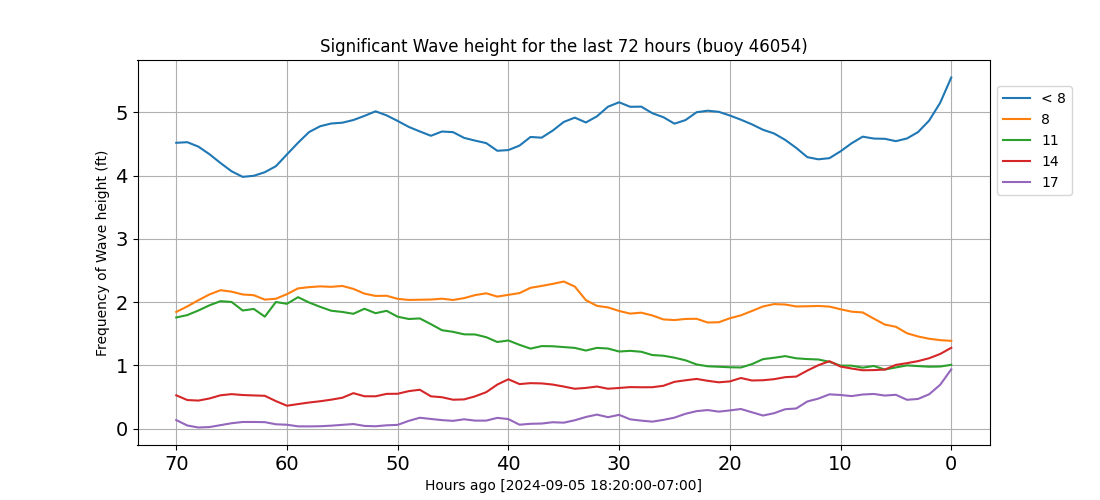 Significant Wave height for the last 72 hours (buoy 46054)
Frequency of Wave height (ft)
5
4
3
2
1
0
70 60 50 40 30 20 10 0
Hours ago [2024-09-05 18:20:00-07:00]
< 8
8
11
14
17